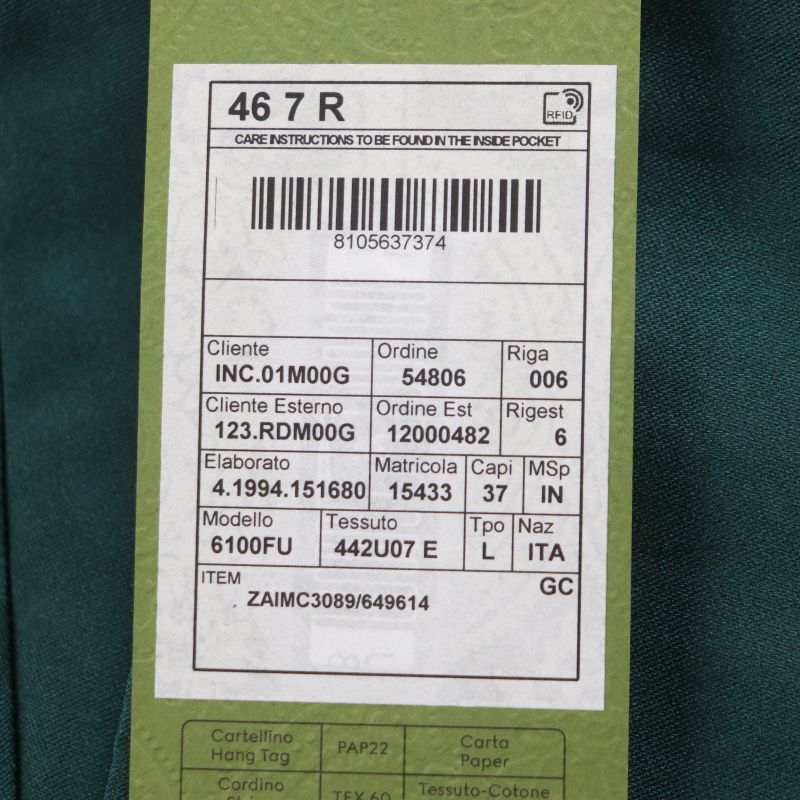 46 7 R
RFID
CARE INSTRUCTIONS TO BE FOUND IN THE INSIDE POCKET
8105637374
Cliente Ordine Riga
INC.01M00G 54806 006
Cliente Esterno Ordine Est Rigest
123.RDM00G 12000482 6
Elaborato Matricola Capi MSp
4.1994.151680 15433 37 IN
Modello Tessuto Tpo Naz
6100FU 442U07 E L ITA
ITEM GC
ZAIMC3089/649614
Cartellino PAP22 Carta
Hang Tag Paper
Cordino TEX 60 Tessuto-Cotone